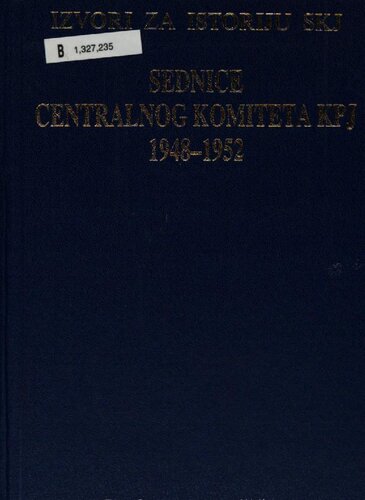 IZVORI ZA ISTORIJU SKJ
B 1,327,235
SEDNICE
CENTRALNOG KOMITETA KPJ
1948–1952